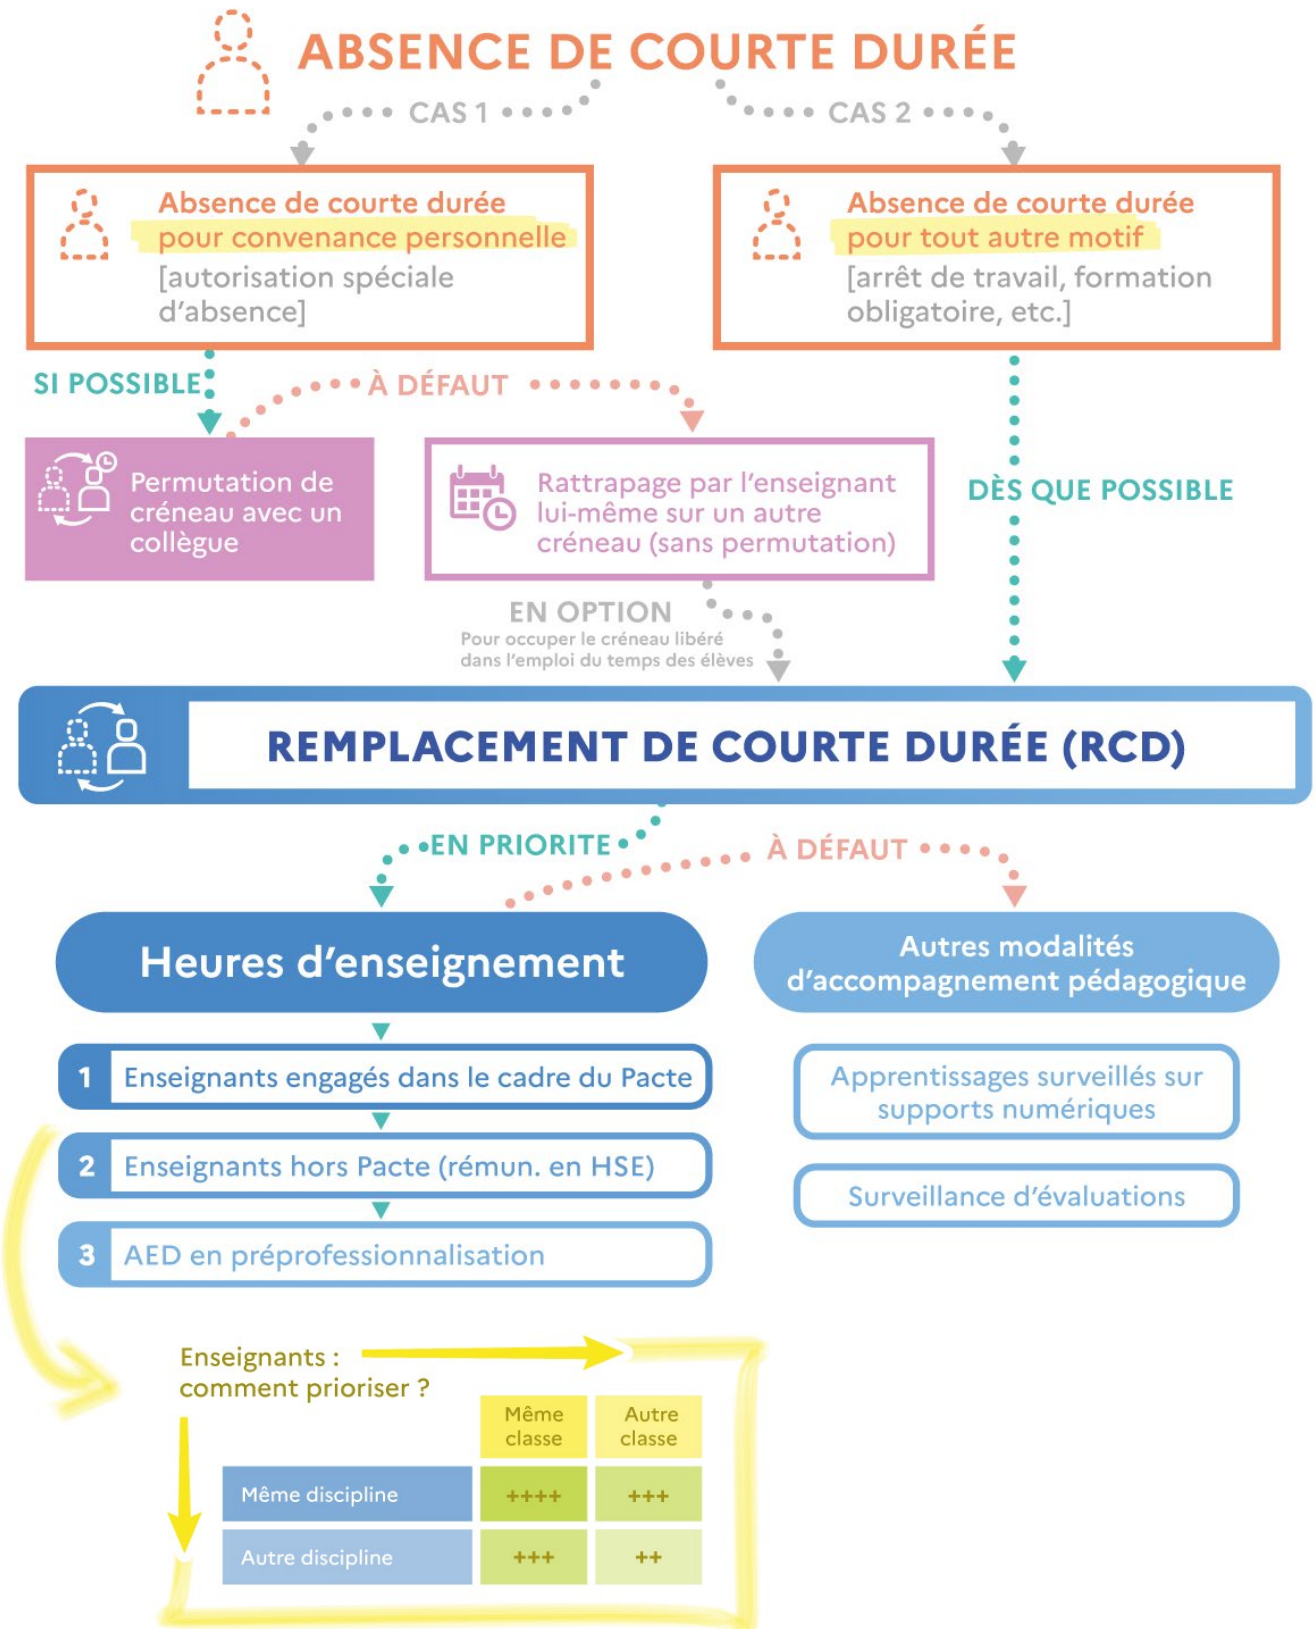 ABSENCE DE COURTE DURÉE
CAS 1
CAS 2
Absence de courte durée
pour convenance personnelle
[autorisation spéciale
d'absence]
Absence de courte durée
pour tout autre motif
[arrêt de travail, formation
obligatoire, etc.]
SI POSSIBLE
À DÉFAUT
Permutation de
créneau avec un
collègue
Rattrapage par l'enseignant
lui-même sur un autre
créneau (sans permutation)
DÈS QUE POSSIBLE
EN OPTION
Pour occuper le créneau libéré
dans l'emploi du temps des élèves
REMPLACEMENT DE COURTE DURÉE (RCD)
EN PRIORITE
À DÉFAUT
Heures d'enseignement
1 Enseignants engagés dans le cadre du Pacte
2 Enseignants hors Pacte (rémun. en HSE)
3 AED en préprofessionnalisation
Autres modalités
d'accompagnement pédagogique
Apprentissages surveillés sur
supports numériques
Surveillance d'évaluations
Enseignants :
comment prioriser ?
Même
classe
Autre
classe
Même discipline ++++ +++
Autre discipline +++ ++